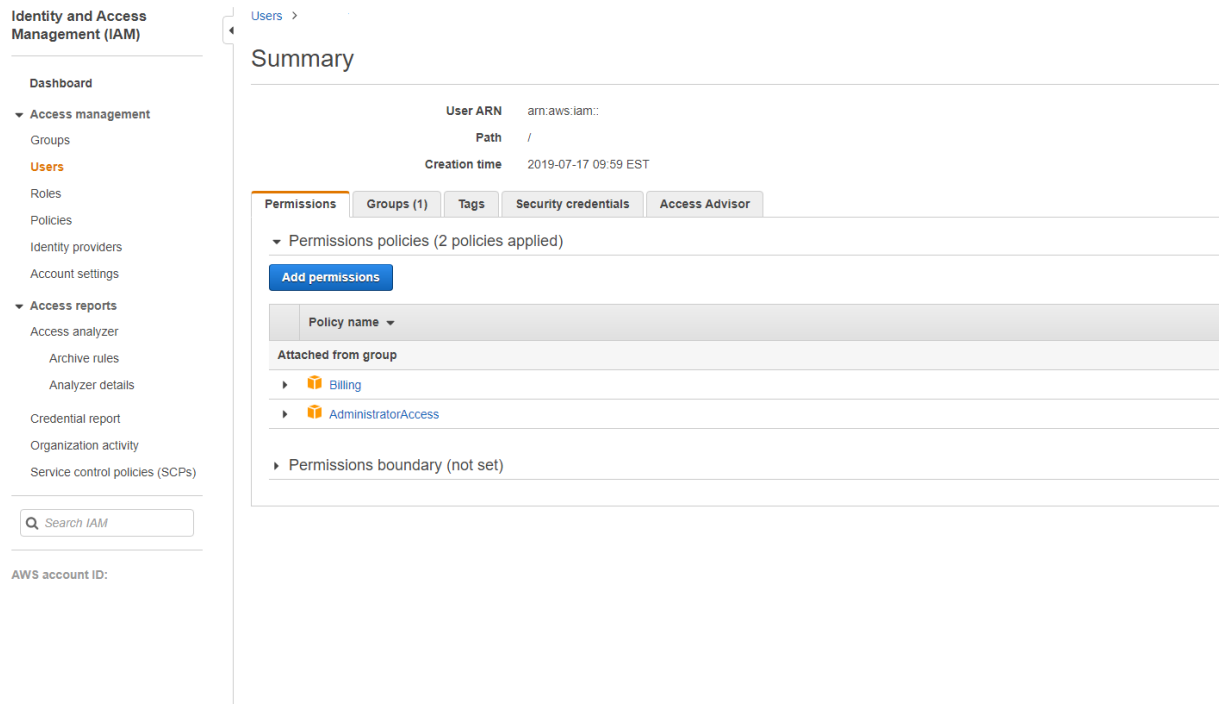 Identity and Access
Management (IAM)
Dashboard
Access management
Groups
Users
Roles
Policies
Identity providers
Account settings
Access reports
Access analyzer
Archive rules
Analyzer details
Credential report
Organization activity
Service control policies (SCPs)
Search IAM
AWS account ID:
Users >
Summary
User ARN arn:aws:iam::
Path /
Creation time 2019-07-17 09:59 EST
Permissions Groups (1) Tags Security credentials Access Advisor
Permissions policies (2 policies applied)
Add permissions
Policy name
Attached from group
Billing
AdministratorAccess
Permissions boundary (not set)